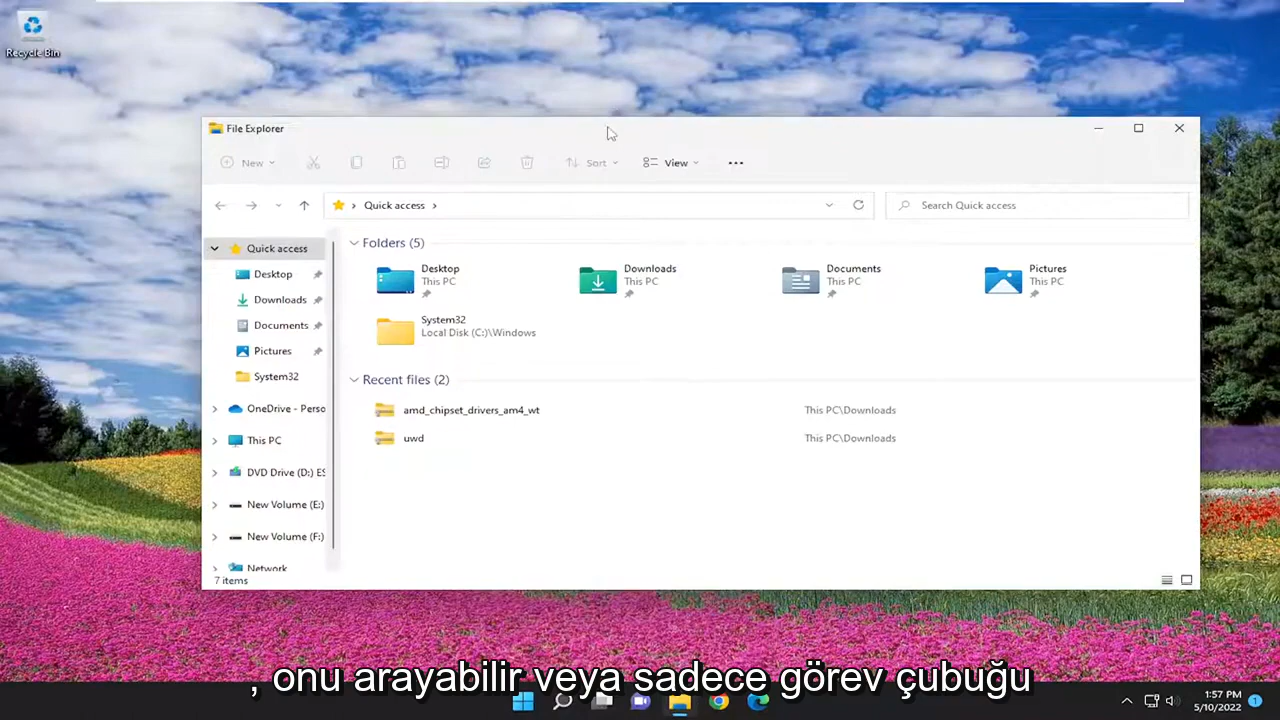 Recycle Bin
File Explorer
New
Sort
View
Quick access
Search Quick access
Quick access
Desktop
Downloads
Documents
Pictures
System32
OneDrive - Perso
This PC
DVD Drive (D:) ES
New Volume (E:)
New Volume (F:)
Network
Folders (5)
Desktop
This PC
Downloads
This PC
Documents
This PC
Pictures
This PC
System32
Local Disk (C:)\Windows
Recent files (2)
amd_chipset_drivers_am4_wt
This PC\Downloads
uwd
This PC\Downloads
7 items
, onu arayabilir veya sadece görev çubuğu
1:57 PM
5/10/2022
1